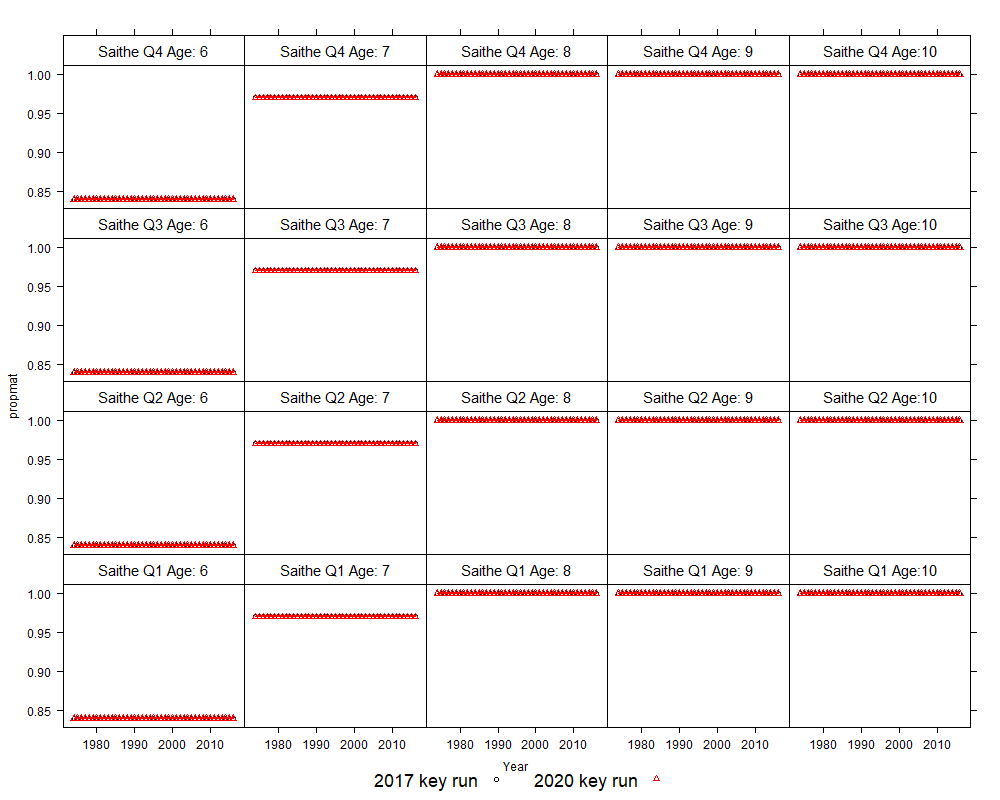 Saithe Q4 Age: 6 Saithe Q4 Age: 7 Saithe Q4 Age: 8 Saithe Q4 Age: 9 Saithe Q4 Age:10
1.00
0.95
0.90
0.85
Saithe Q3 Age: 6 Saithe Q3 Age: 7 Saithe Q3 Age: 8 Saithe Q3 Age: 9 Saithe Q3 Age:10
1.00
0.95
0.90
0.85
propmat
Saithe Q2 Age: 6 Saithe Q2 Age: 7 Saithe Q2 Age: 8 Saithe Q2 Age: 9 Saithe Q2 Age:10
1.00
0.95
0.90
0.85
Saithe Q1 Age: 6 Saithe Q1 Age: 7 Saithe Q1 Age: 8 Saithe Q1 Age: 9 Saithe Q1 Age:10
1.00
0.95
0.90
0.85
1980 1990 2000 2010 1980 1990 2000 2010 1980 1990 2000 2010 1980 1990 2000 2010 1980 1990 2000 2010
Year
2017 key run 2020 key run